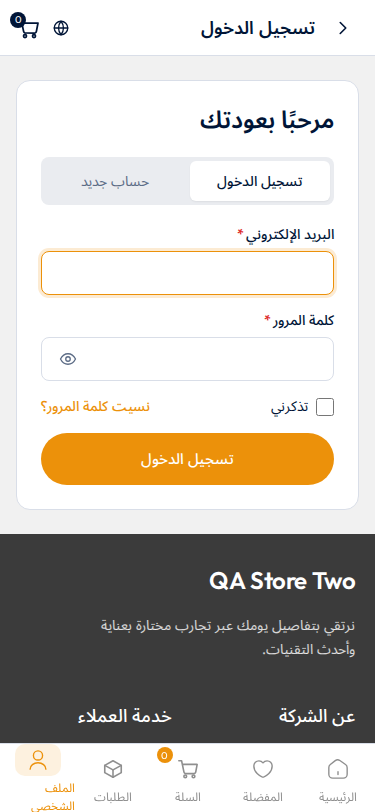 تسجيل الدخول
0
مرحبًا بعودتك
تسجيل الدخول
حساب جديد
البريد الإلكتروني *
كلمة المرور *
تذكرني
نسيت كلمة المرور؟
تسجيل الدخول
QA Store Two
نرتقي بتفاصيل يومك عبر تجارب مختارة بعناية
وأحدث التقنيات.
عن الشركة
خدمة العملاء
الرئيسية
المفضلة
0
السلة
الطلبات
الملف
الشخصي